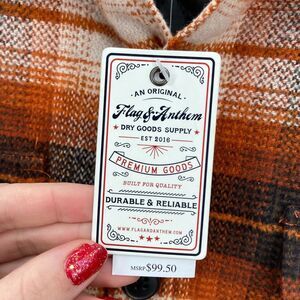 AN ORIGINAL
Flag & Anthem
DRY GOODS SUPPLY
EST 2016
PREMIUM GOODS
BUILT FOR QUALITY
DURABLE & RELIABLE
WWW.FLAGANDANTHEM.COM
MSRP $99.50